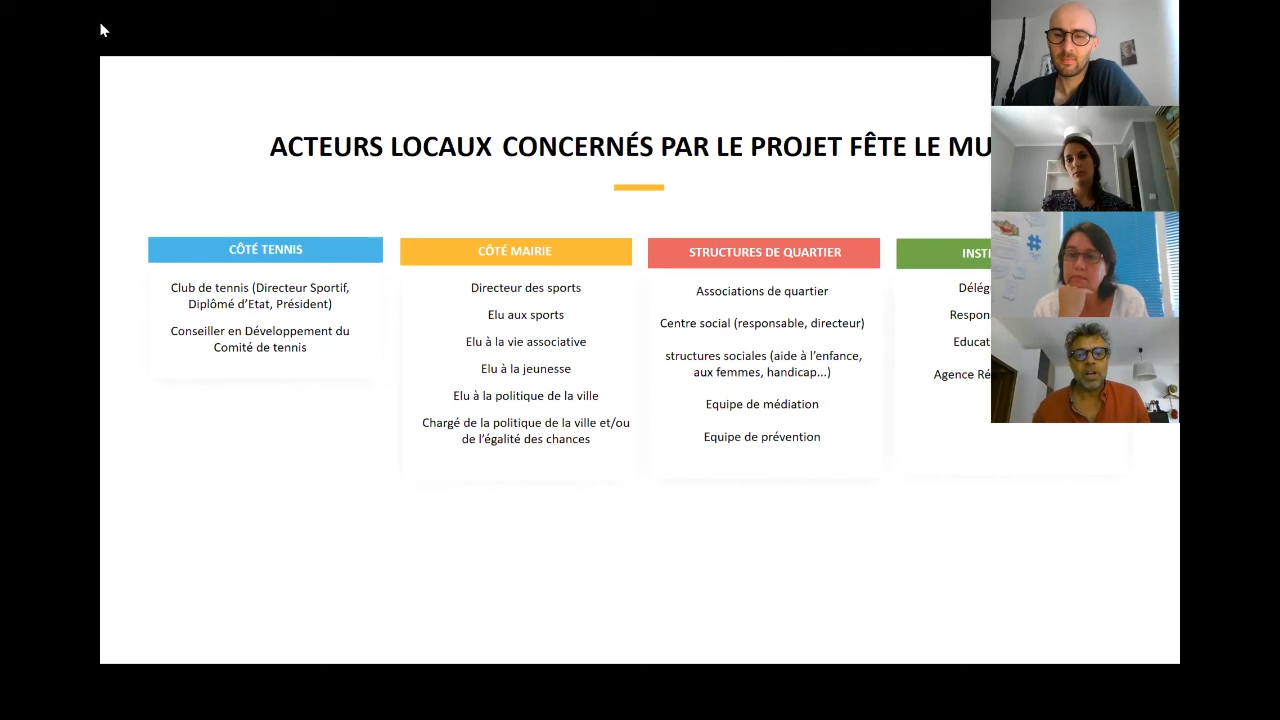 ACTEURS LOCAUX CONCERNÉS PAR LE PROJET FÊTE LE
CÔTÉ TENNIS
Club de tennis (Directeur Sportif,
Diplômé d'Etat, Président)
Conseiller en Développement du
Comité de tennis
CÔTÉ MAIRIE
Directeur des sports
Elu aux sports
Elu à la vie associative
Elu à la jeunesse
Elu à la politique de la ville
Chargé de la politique de la ville et/ou
de l'égalité des chances
STRUCTURES DE QUARTIER
Associations de quartier
Centre social (responsable, directeur)
structures sociales (aide à l'enfance,
aux femmes, handicap...)
Equipe de médiation
Equipe de prévention
Agence
#